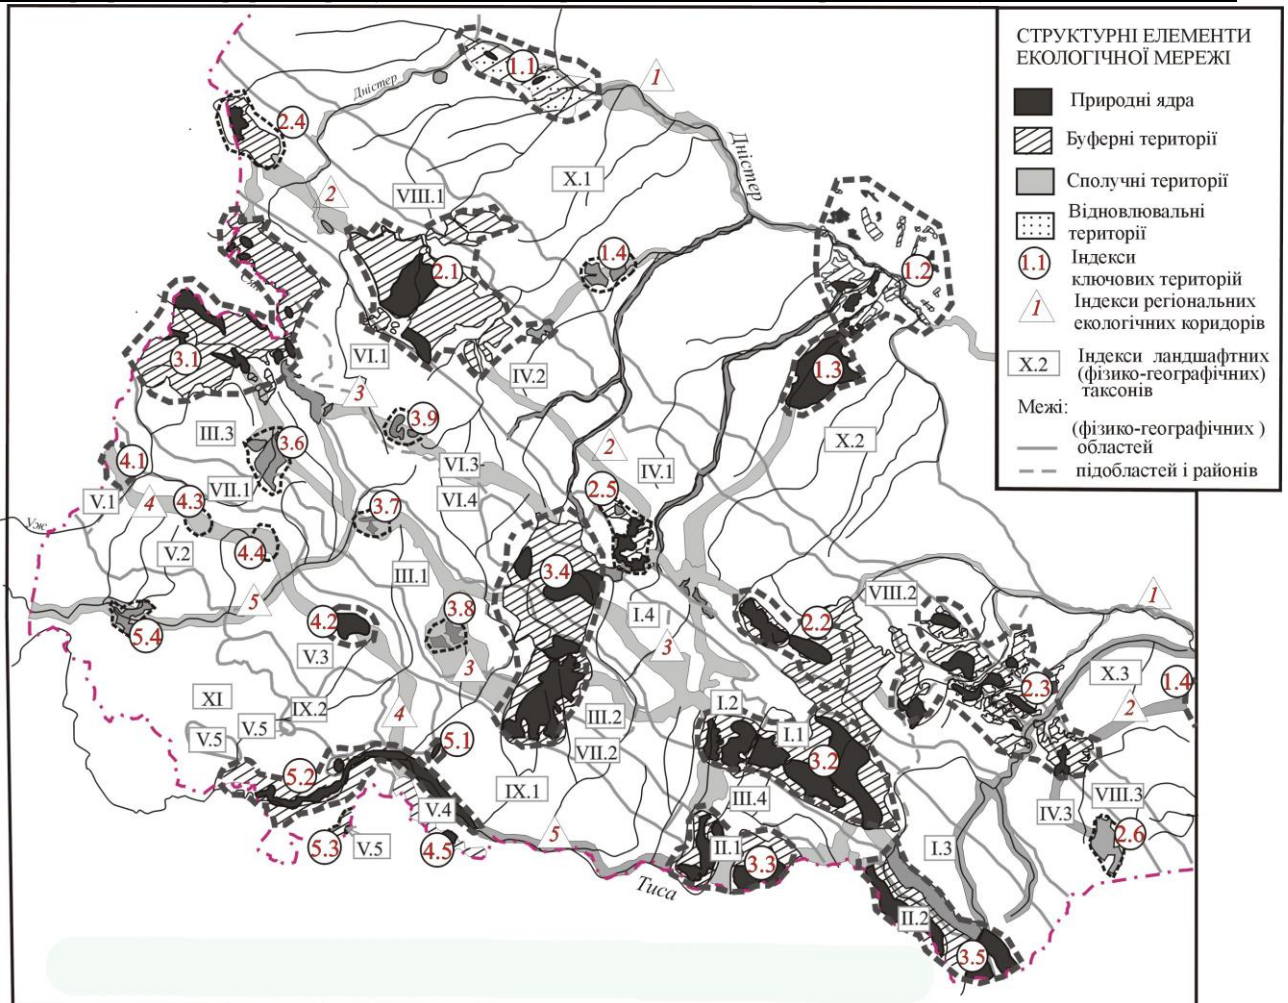 СТРУКТУРНІ ЕЛЕМЕНТИ
ЕКОЛОГІЧНОЇ МЕРЕЖІ
Природні ядра
Буферні території
Сполучні території
Відновлювальні
території
1.1
Індекси
ключових територій
1
Індекси регіональних
екологічних коридорів
X.2
Індекси ландшафтних
(фізико-географічних)
таксонів
Межі:
(фізико-географічних )
областей
підобластей і районів
1.1
1
Дністер
2.4
Дністер
2
VIII.1
X.1
1.4
2.1
1.2
3.1
VI.1
IV.2
1.3
3
3.9
III.3
3.6
X.2
2
4.1
VI.3
IV.1
V.1
VII.1
2.5
4
4.3
VI.4
3.7
Уж
4.4
V.2
3.4
III.1
VIII.2
5
3.8
I.4
1
4.2
2.2
5.4
V.3
3
3
X.3
2.3
1.4
XI
I.2
2
IX.2
4
III.2
V.5
V.5
I.1
5.1
VII.2
3.2
5.2
IX.1
III.4
VIII.3
V.4
IV.3
5
2.6
5.3
V.5
4.5
II.1
I.3
3.3
Тиса
II.2
3.5